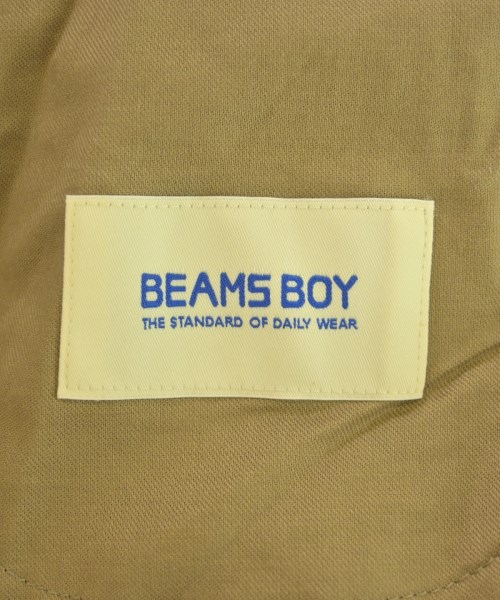 BEAMS BOY
THE STANDARD OF DAILY WEAR